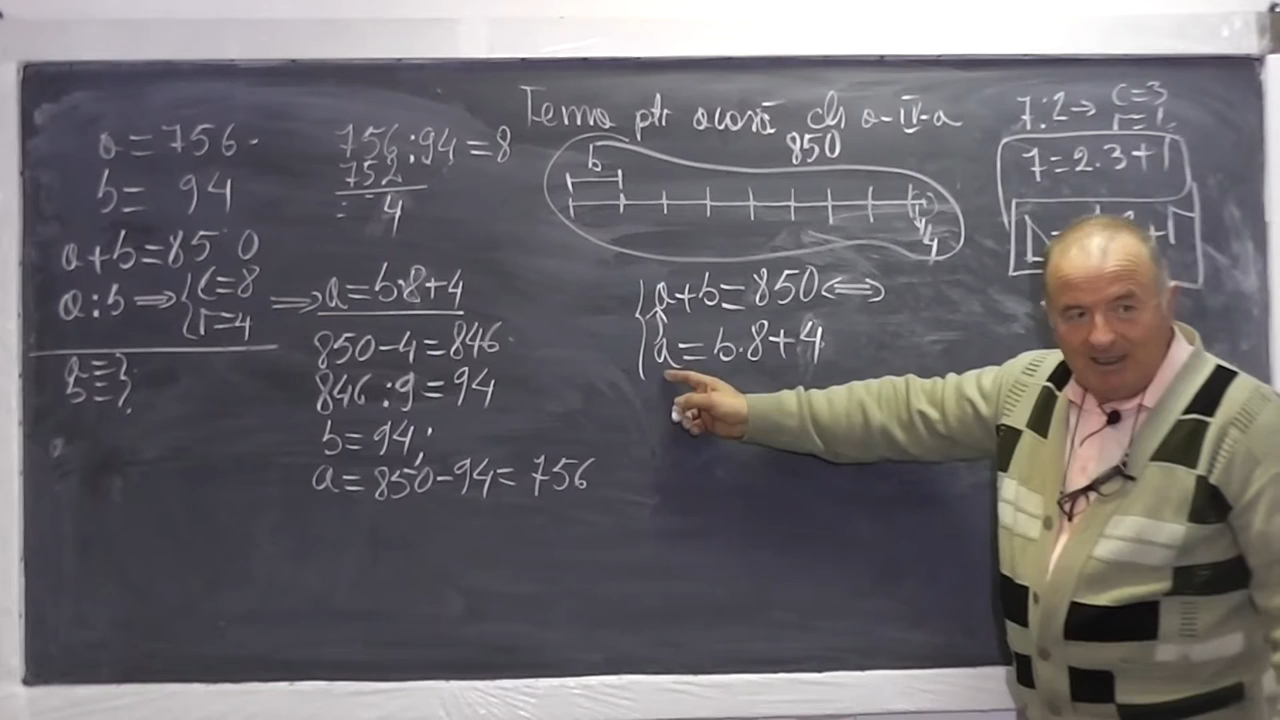 a=756.
b= 94
a+b=850
a:b⇒{c=8
r=4
a=?
b=?
756:94=8
752
4
⇒a=b·8+4
850-4=846.
846:9=94
b=94;
a=850-94=756
Tema ptr acasă cls a-IV-a
850
b
4
{a+b=850⇔
a=b·8+4
7:2→ c=3
r=1
7=2·3+1